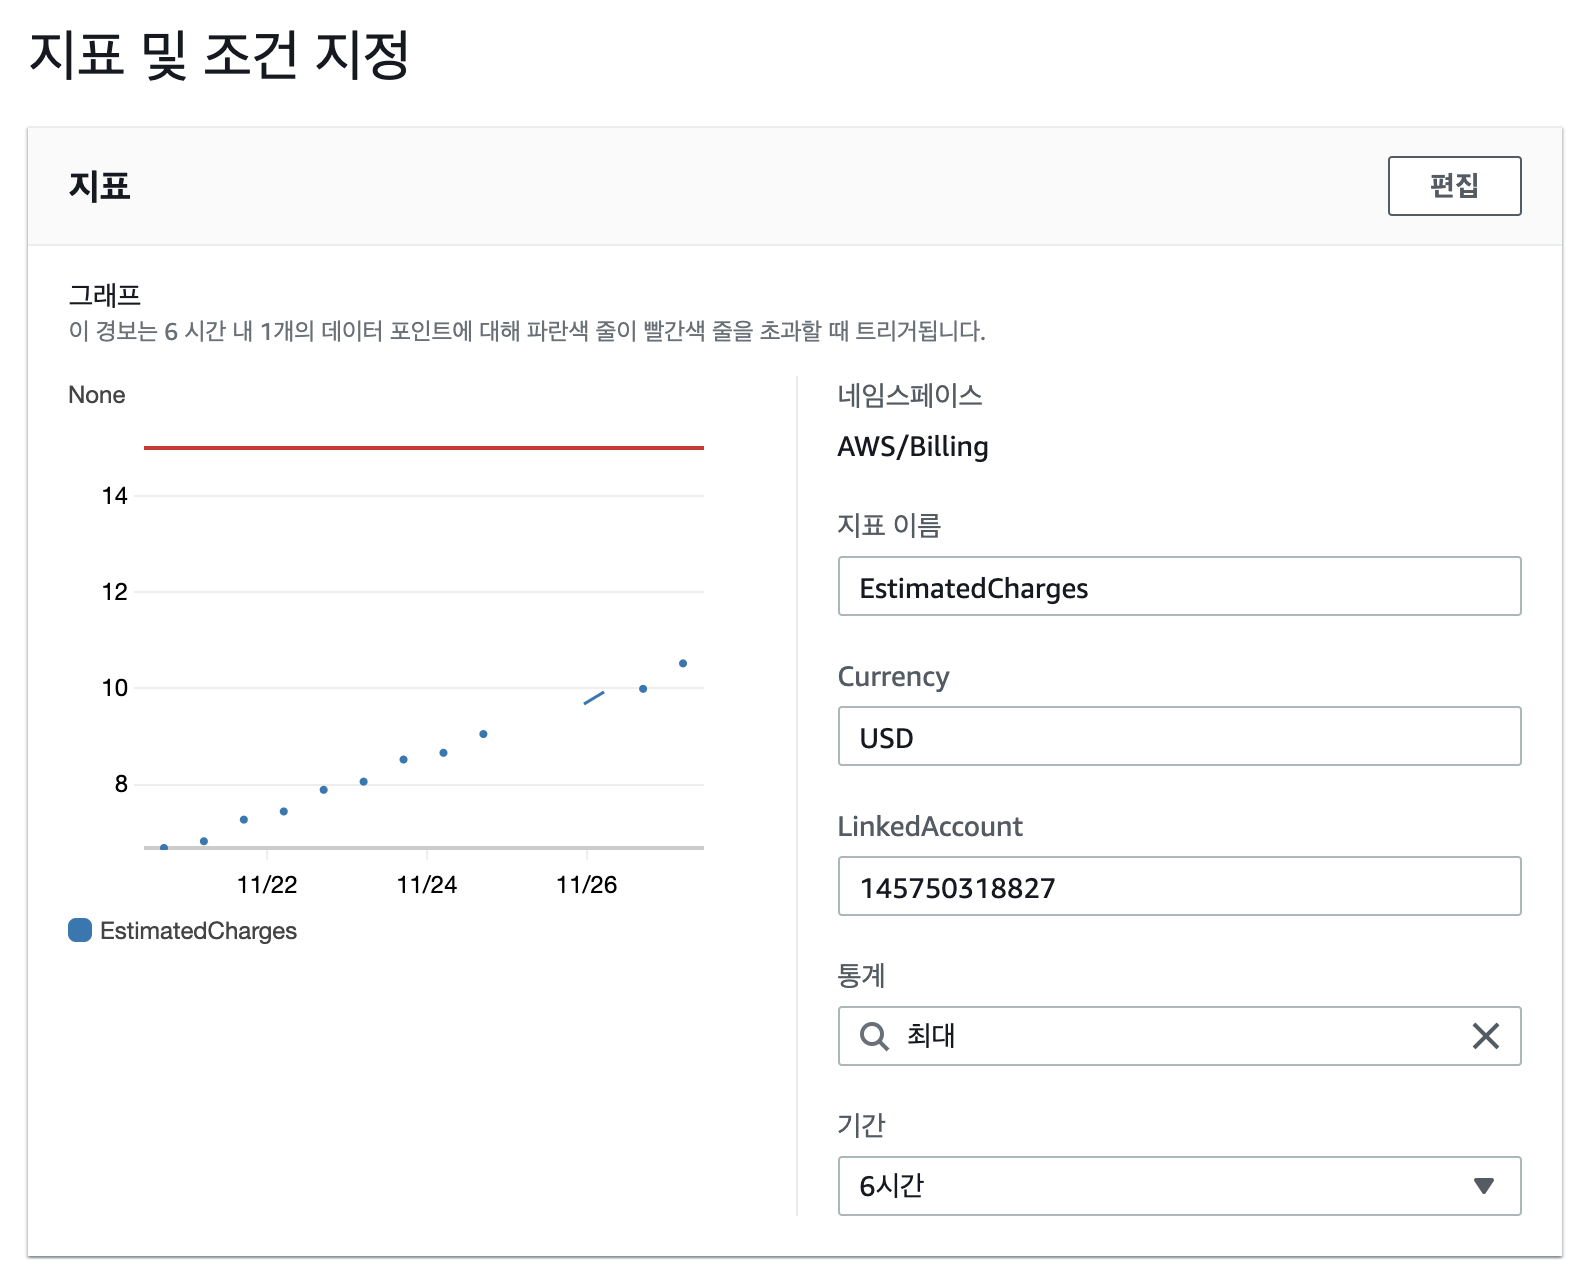 지표 및 조건 지정
지표
편집
그래프
이 경보는 6 시간 내 1개의 데이터 포인트에 대해 파란색 줄이 빨간색 줄을 초과할 때 트리거됩니다.
None
14
12
10
8
11/22
11/24
11/26
EstimatedCharges
네임스페이스
AWS/Billing
지표 이름
EstimatedCharges
Currency
USD
LinkedAccount
145750318827
통계
최대
기간
6시간